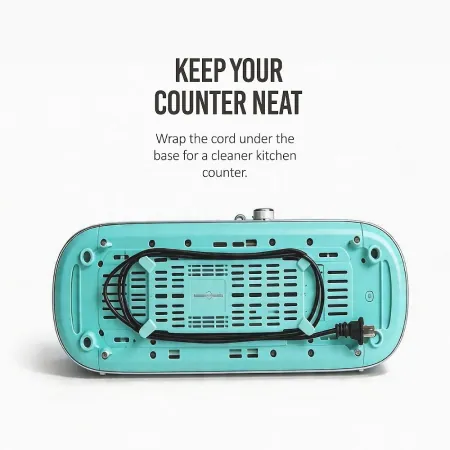 KEEP YOUR
COUNTER NEAT
Wrap the cord under the
base for a cleaner kitchen
counter.